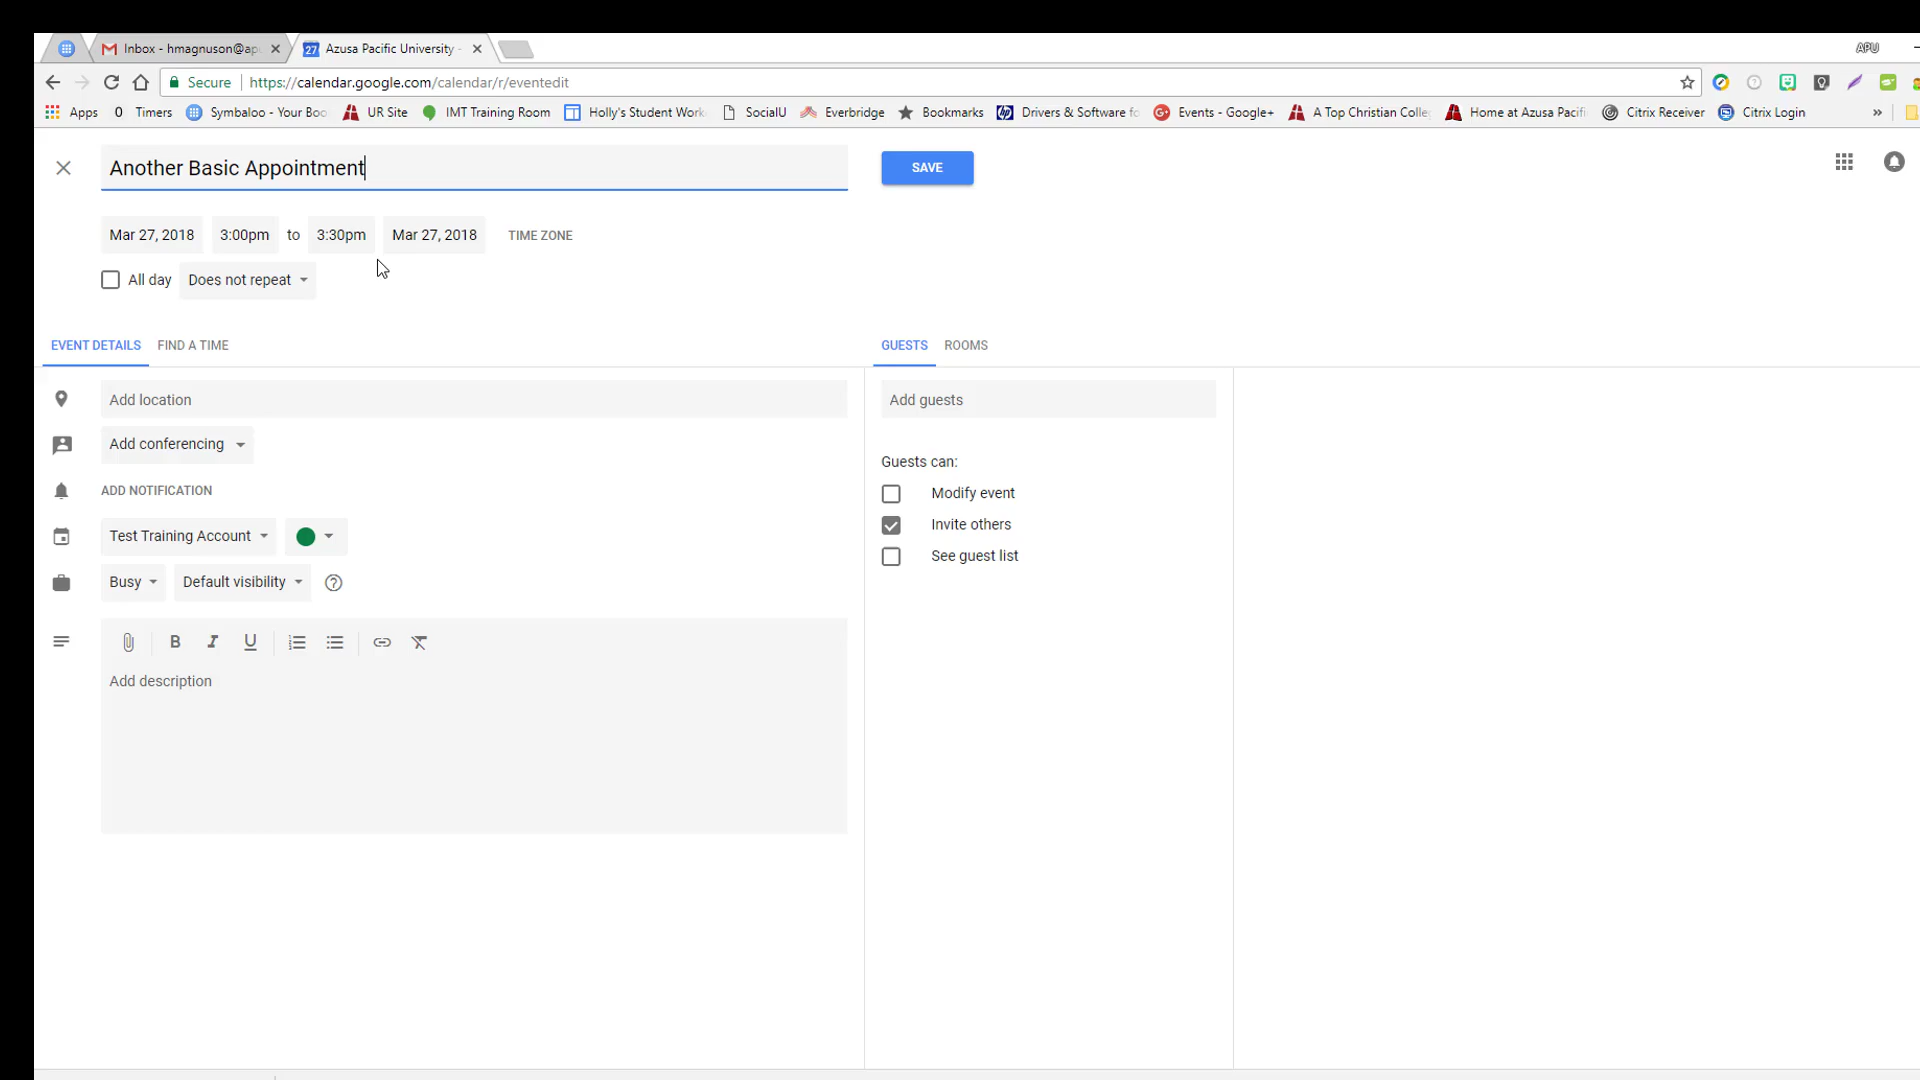 Inbox - hmagnuson@ap
27 Azusa Pacific University -
APU
Secure https://calendar.google.com/calendar/r/eventedit
Apps 0 Timers Symbaloo - Your Boo UR Site IMT Training Room Holly's Student Work SocialU Everbridge Bookmarks hp Drivers & Software fo G+ Events - Google+ A Top Christian Colle Home at Azusa Pacifi Citrix Receiver Citrix Login »
Another Basic Appointment
SAVE
Mar 27, 2018 3:00pm to 3:30pm Mar 27, 2018 TIME ZONE
All day Does not repeat
EVENT DETAILS FIND A TIME
GUESTS ROOMS
Add location
Add guests
Add conferencing
Guests can:
ADD NOTIFICATION
Modify event
Invite others
Test Training Account
See guest list
Busy Default visibility ?
B I U
Add description